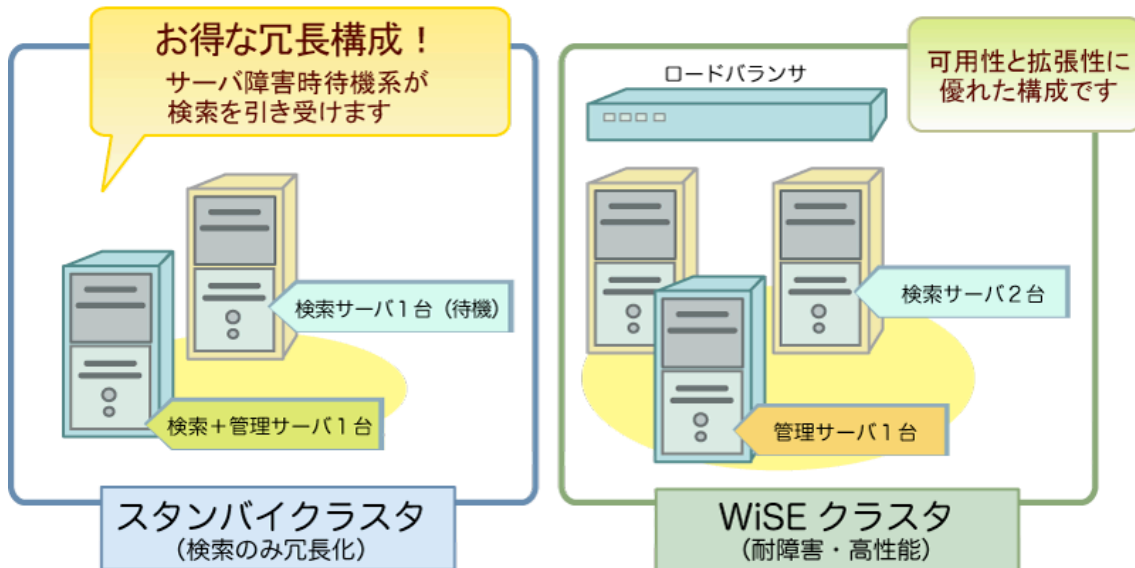 お得な冗長構成！
サーバ障害時待機系が
検索を引き受けます
検索サーバ１台（待機）
検索＋管理サーバ１台
スタンバイクラスタ
（検索のみ冗長化）
可用性と拡張性に
優れた構成です
ロードバランサ
検索サーバ２台
管理サーバ１台
WiSE クラスタ
（耐障害・高性能）